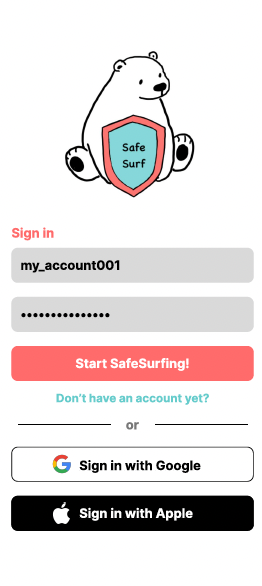 Safe
Surf
Sign in
my_account001
•••••••••••••••
Start SafeSurfing!
Don't have an account yet?
or
Sign in with Google
Sign in with Apple